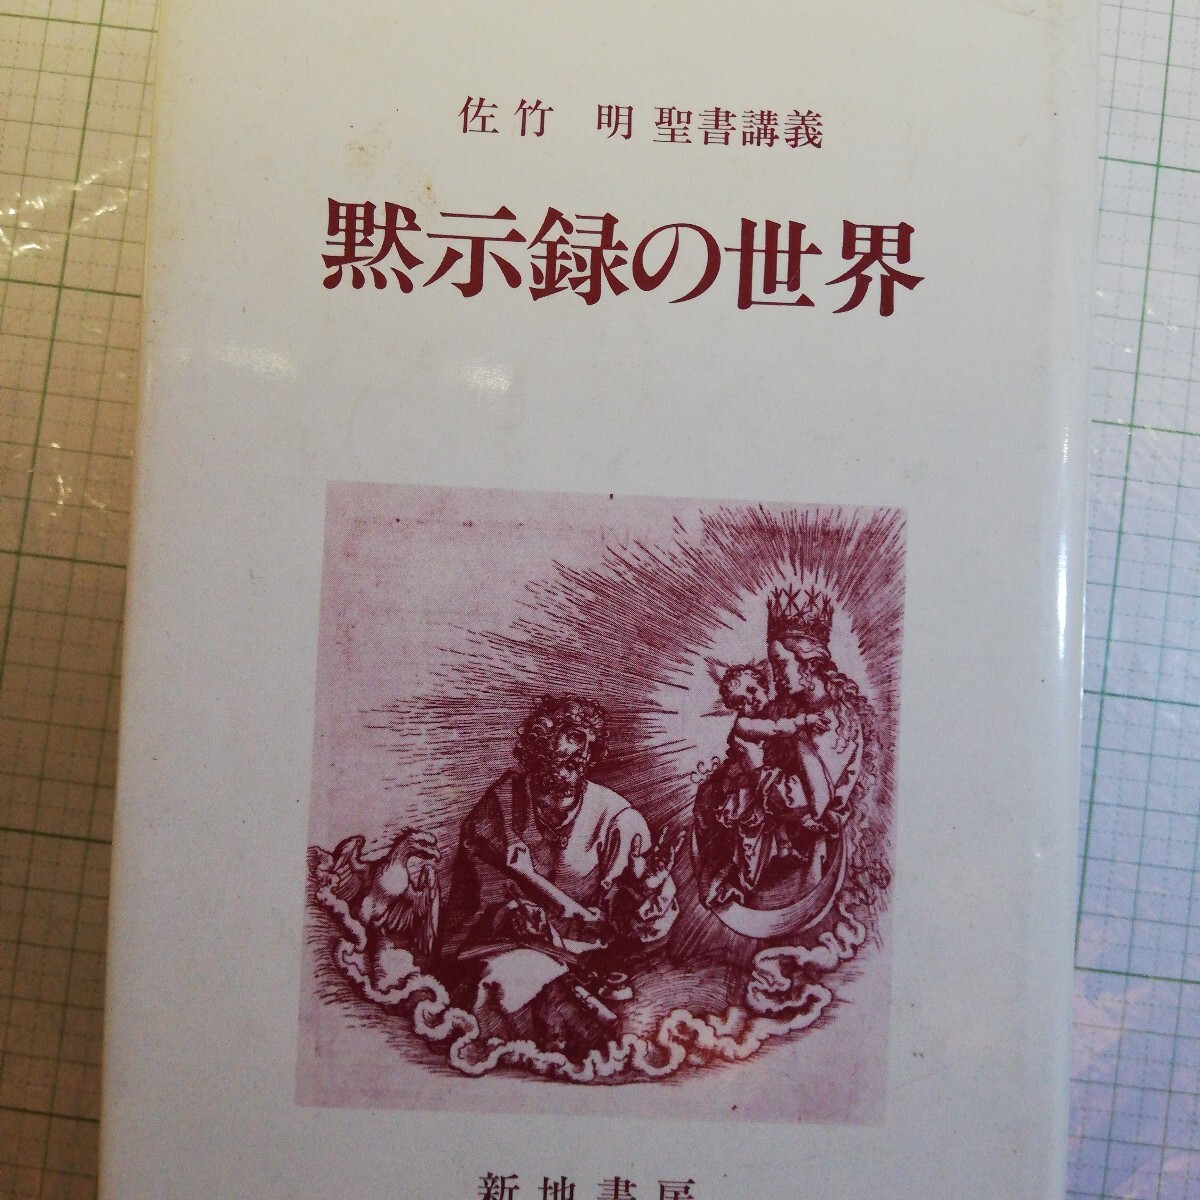 佐竹 明 聖書講義
黙示録の世界
新地書房